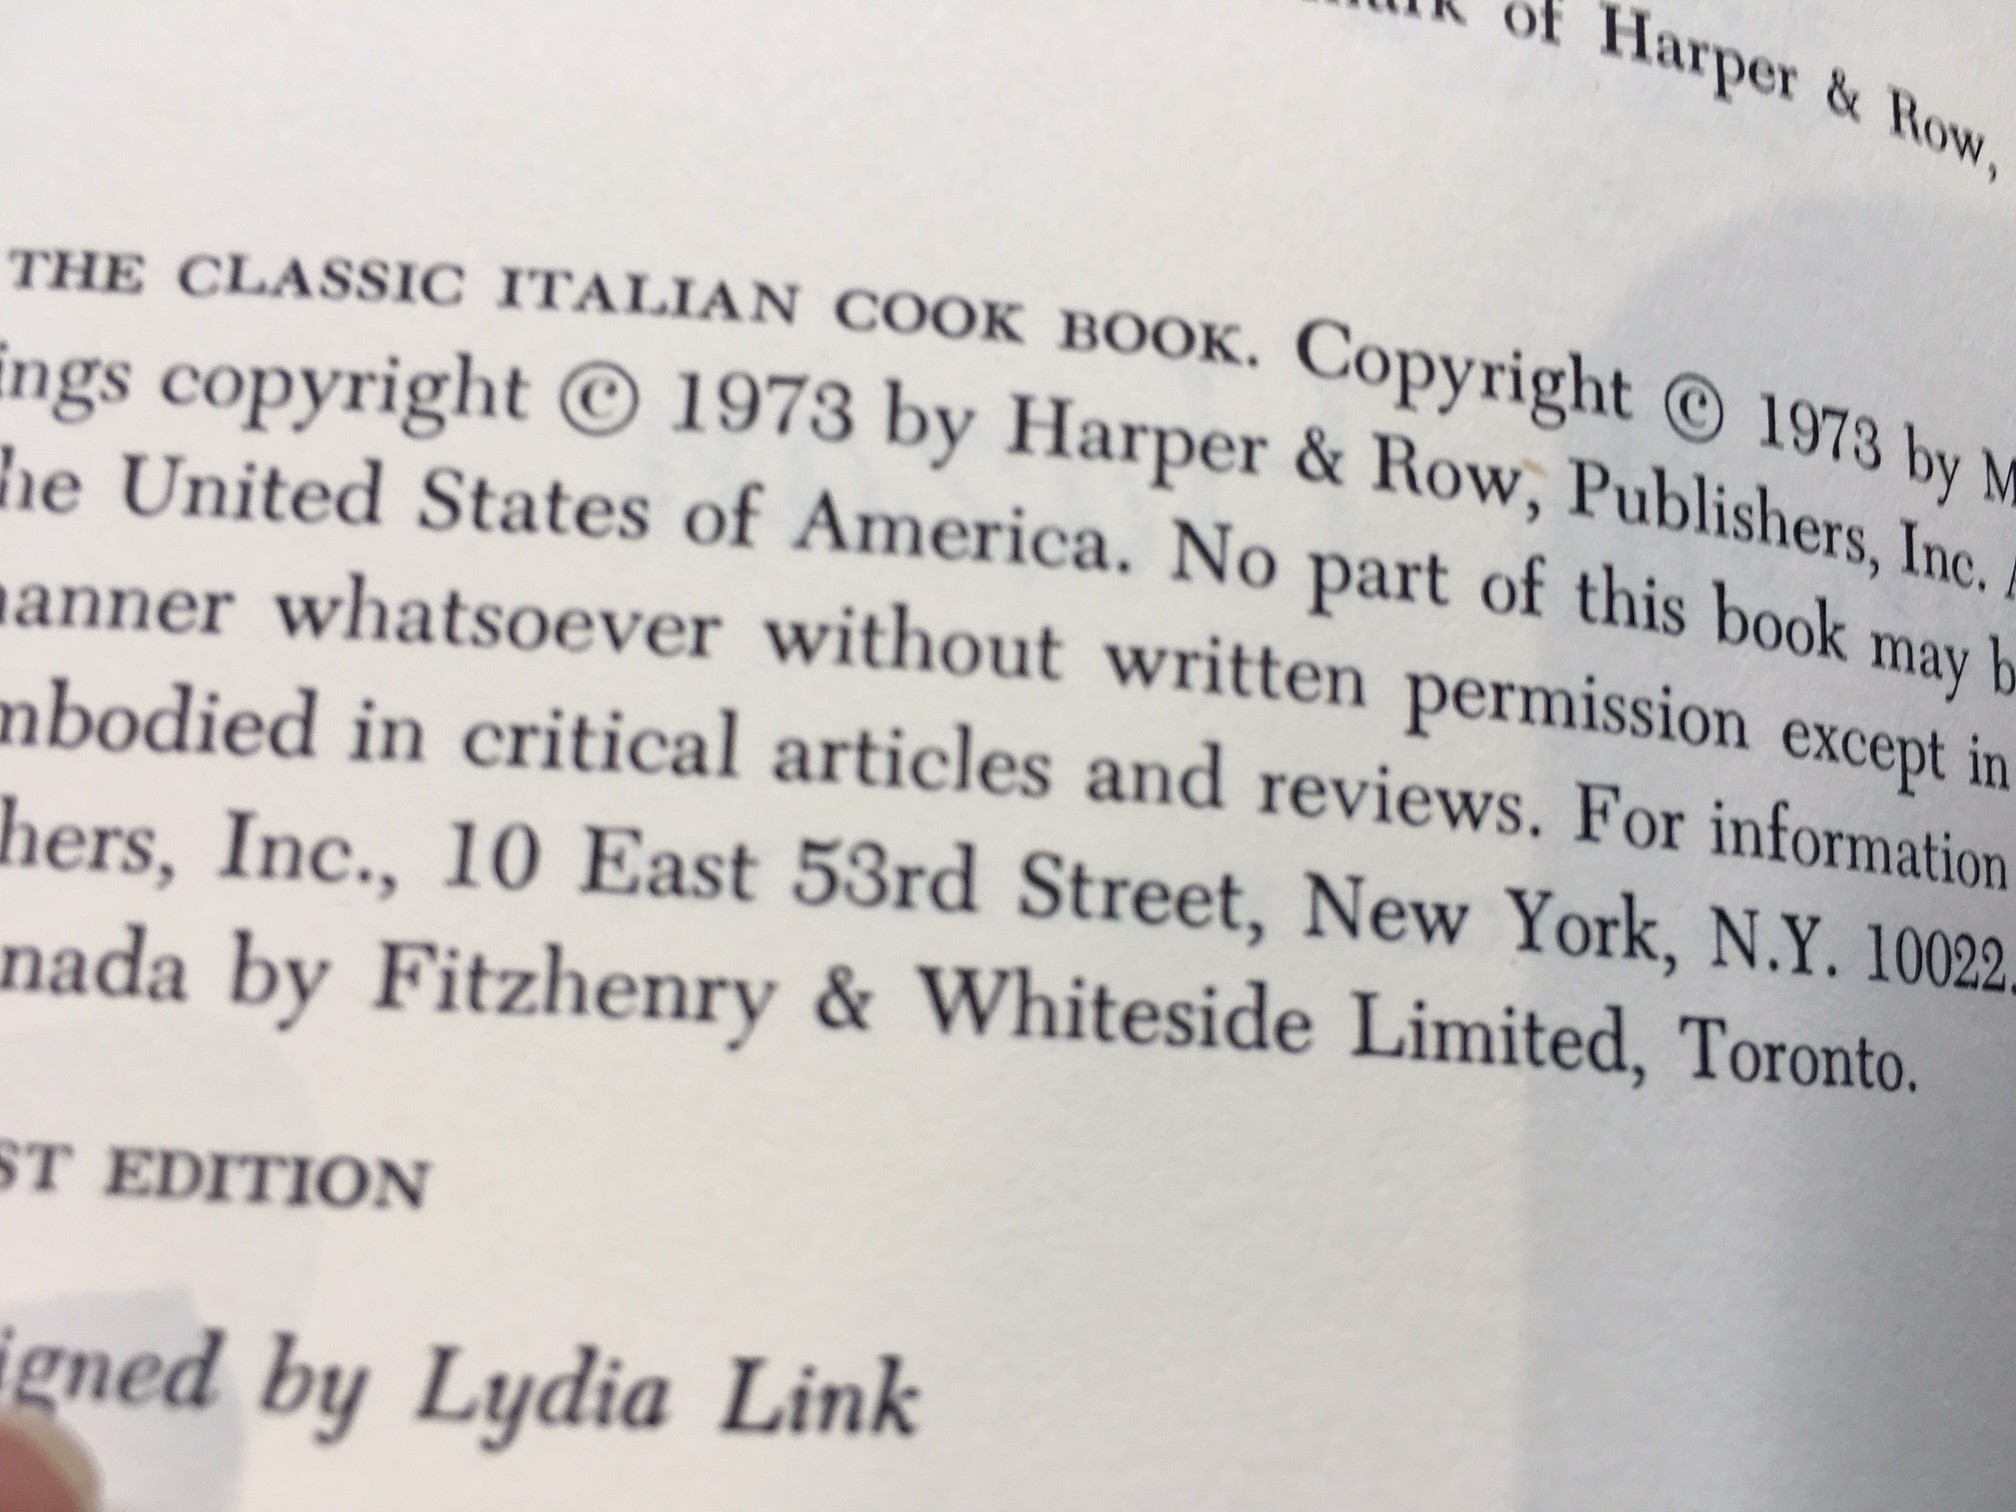 of Harper & Row,
THE CLASSIC ITALIAN COOK BOOK. Copyright © 1973 by M
ings copyright © 1973 by Harper & Row, Publishers, Inc.
he United States of America. No part of this book may b
anner whatsoever without written permission except in
mbodied in critical articles and reviews. For information
hers, Inc., 10 East 53rd Street, New York, N.Y. 10022.
nada by Fitzhenry & Whiteside Limited, Toronto.
ST EDITION
igned by Lydia Link